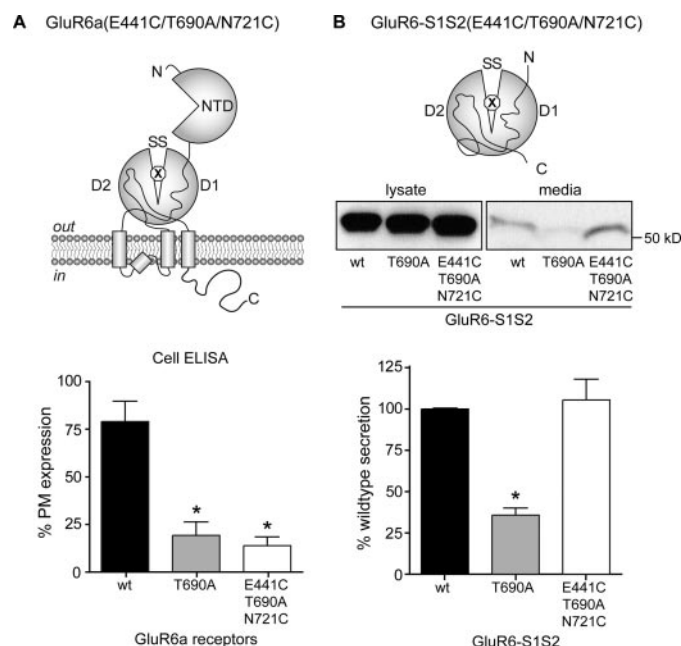 A GluR6a(E441C/T690A/N721C)
N
NTD
SS
X
D2 D1
out
in
C
Cell ELISA
100
75
50
25
0
% PM expression
*
*
wt T690A E441C
T690A
N721C
GluR6a receptors
B GluR6-S1S2(E441C/T690A/N721C)
N
SS
X
D2 D1
C
lysate media
50 kD
wt T690A E441C wt T690A E441C
T690A T690A
N721C N721C
GluR6-S1S2
125
100
75
50
25
0
% wildtype secretion
*
wt T690A E441C
T690A
N721C
GluR6-S1S2